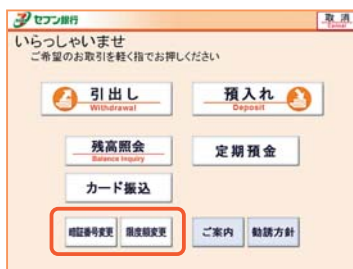 セブン銀行
取消
Cancel
いらっしゃいませ
ご希望のお取引を軽く指でお押しください
引出し
Withdrawal
預入れ
Deposit
残高照会
Balance Inquiry
定期預金
カード振込
暗証番号変更 限度額変更 ご案内 勧誘方針